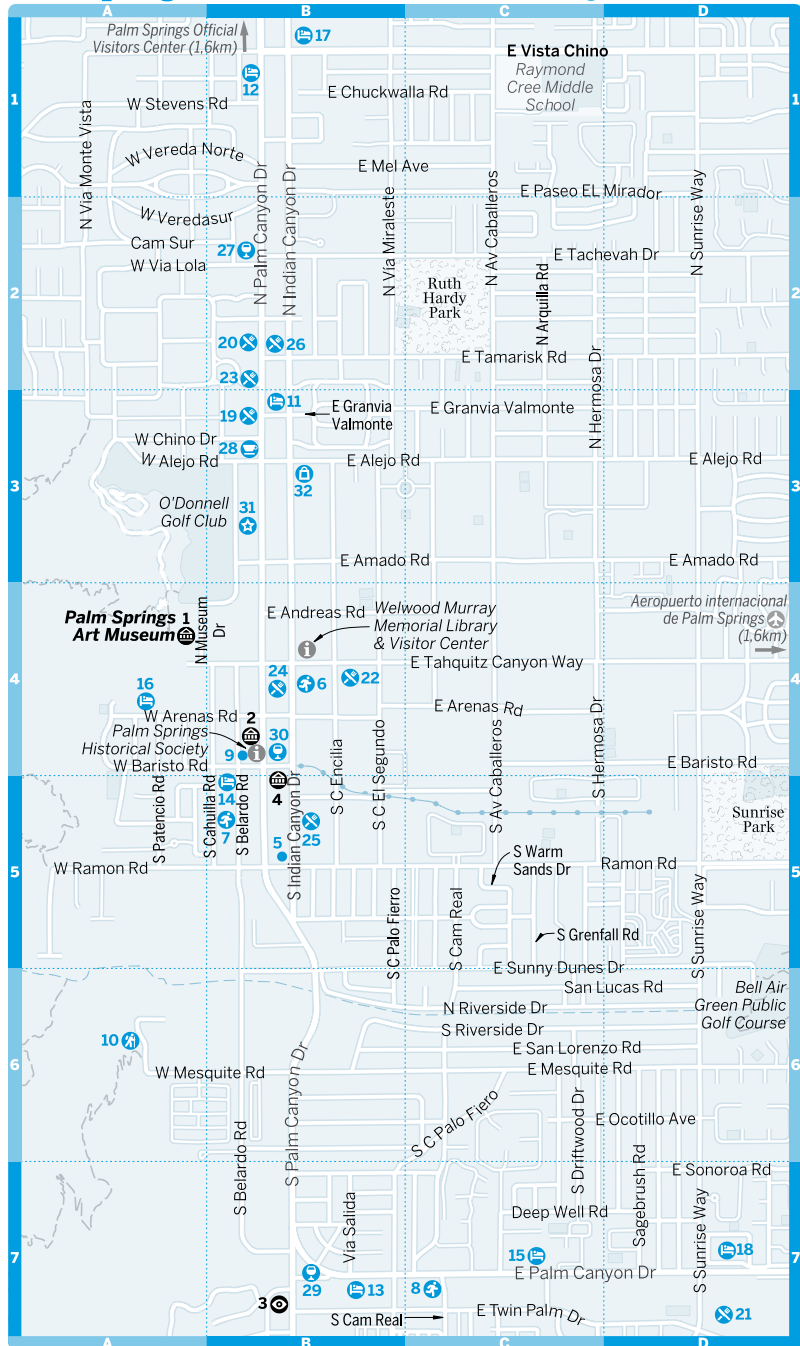 A
B
C
D
Palm Springs Official
Visitors Center (1,6km)
17
E Vista Chino
Raymond
Cree Middle
School
12
1
1
W Stevens Rd
E Chuckwalla Rd
N Via Monte Vista
W Vereda Norte
E Mel Ave
E Paseo EL Mirador
W Veredasur
Cam Sur
27
W Via Lola
N Palm Canyon Dr
N Indian Canyon Dr
N Via Miraleste
N Av Caballeros
E Tachevah Dr
N Sunrise Way
N Arquilla Rd
Ruth
Hardy
Park
2
2
20
26
E Tamarisk Rd
23
N Hermosa Dr
11
19
E Granvia
Valmonte
E Granvia Valmonte
W Chino Dr
28
W Alejo Rd
E Alejo Rd
E Alejo Rd
32
3
3
O'Donnell
Golf Club
31
E Amado Rd
E Amado Rd
Palm Springs
Art Museum
1
N Museum
Dr
E Andreas Rd
Welwood Murray
Memorial Library
& Visitor Center
Aeropuerto internacional
de Palm Springs
(1,6km)
E Tahquitz Canyon Way
4
4
16
24
6
22
W Arenas Rd
2
E Arenas Rd
Palm Springs
Historical Society
30
9
W Baristo Rd
E Baristo Rd
S C Encilia
S C El Segundo
S Av Caballeros
S Hermosa Dr
S Patencio Rd
S Cahuilla Rd
S Belardo Rd
S Indian Canyon Dr
14
4
7
25
5
Sunrise
Park
W Ramon Rd
S Warm
Sands Dr
Ramon Rd
5
5
S C Palo Fierro
S Cam Real
S Grenfall Rd
S Sunrise Way
E Sunny Dunes Dr
San Lucas Rd
Bell Air
Green Public
Golf Course
N Riverside Dr
S Riverside Dr
10
E San Lorenzo Rd
6
6
W Mesquite Rd
E Mesquite Rd
S Palm Canyon Dr
S C Palo Fiero
S Driftwood Dr
E Ocotillo Ave
S Belardo Rd
Sagebrush Rd
E Sonoroa Rd
Via Salida
Deep Well Rd
S Sunrise Way
7
7
15
18
E Palm Canyon Dr
29
13
8
3
S Cam Real
E Twin Palm Dr
21
A
B
C
D